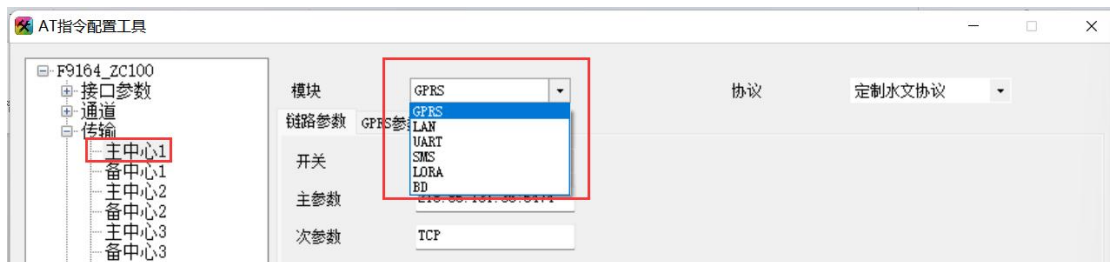 AT指令配置工具
F9164_ZC100
接口参数
通道
传输
主中心1
备中心1
主中心2
备中心2
主中心3
备中心3
模块 GPRS 协议 定制水文协议
链路参数 GPRS参
GPRS
LAN
UART
SMS
LORA
BD
开关
主参数
次参数 TCP